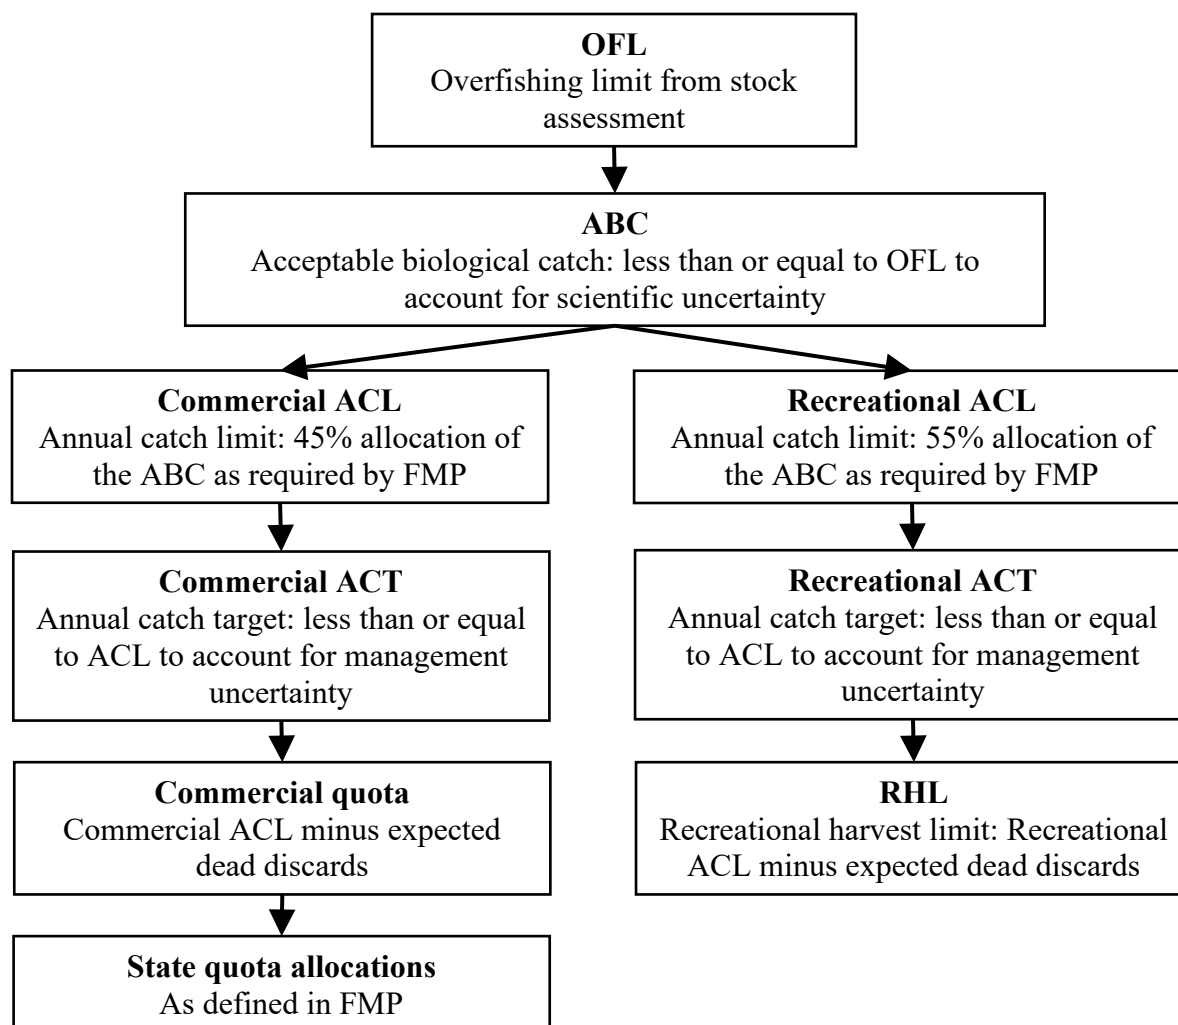 OFL
Overfishing limit from stock
assessment
ABC
Acceptable biological catch: less than or equal to OFL to
account for scientific uncertainty
Commercial ACL
Annual catch limit: 45% allocation of
the ABC as required by FMP
Recreational ACL
Annual catch limit: 55% allocation of
the ABC as required by FMP
Commercial ACT
Annual catch target: less than or equal
to ACL to account for management
uncertainty
Recreational ACT
Annual catch target: less than or equal
to ACL to account for management
uncertainty
Commercial quota
Commercial ACL minus expected
dead discards
RHL
Recreational harvest limit: Recreational
ACL minus expected dead discards
State quota allocations
As defined in FMP